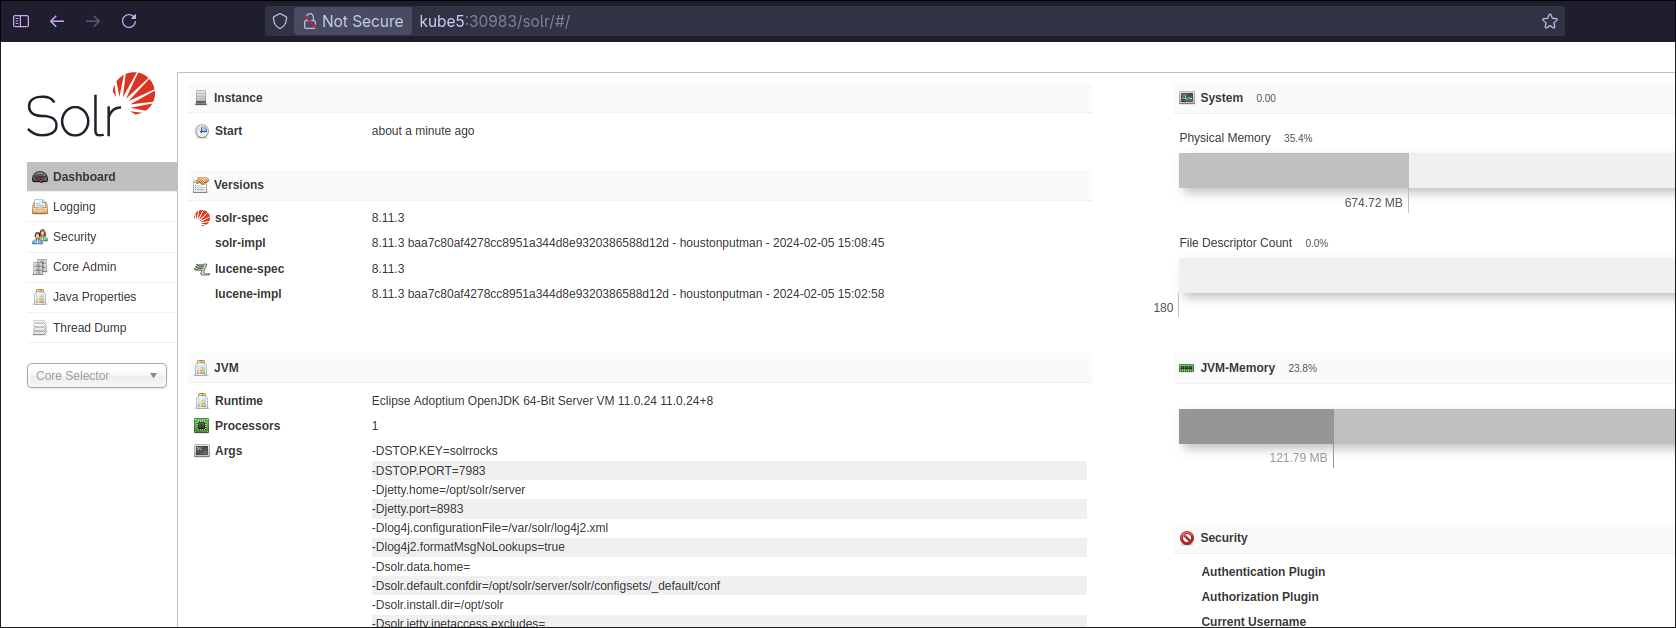 Not Secure kube5:30983/solr/#/
Solr
Dashboard
Logging
Security
Core Admin
Java Properties
Thread Dump
Core Selector
Instance
Start about a minute ago
Versions
solr-spec 8.11.3
solr-impl 8.11.3 baa7c80af4278cc8951a344d8e9320386588d12d - houstonputman - 2024-02-05 15:08:45
lucene-spec 8.11.3
lucene-impl 8.11.3 baa7c80af4278cc8951a344d8e9320386588d12d - houstonputman - 2024-02-05 15:02:58
JVM
Runtime Eclipse Adoptium OpenJDK 64-Bit Server VM 11.0.24 11.0.24+8
Processors 1
Args -DSTOP.KEY=solrrocks
-DSTOP.PORT=7983
-Djetty.home=/opt/solr/server
-Djetty.port=8983
-Dlog4j.configurationFile=/var/solr/log4j2.xml
-Dlog4j2.formatMsgNoLookups=true
-Dsolr.data.home=
-Dsolr.default.confdir=/opt/solr/server/solr/configsets/_default/conf
-Dsolr.install.dir=/opt/solr
-Dsolr.jetty.inetaccess.excludes=
System 0.00
Physical Memory 35.4%
674.72 MB
File Descriptor Count 0.0%
180
JVM-Memory 23.8%
121.79 MB
Security
Authentication Plugin
Authorization Plugin
Current Username